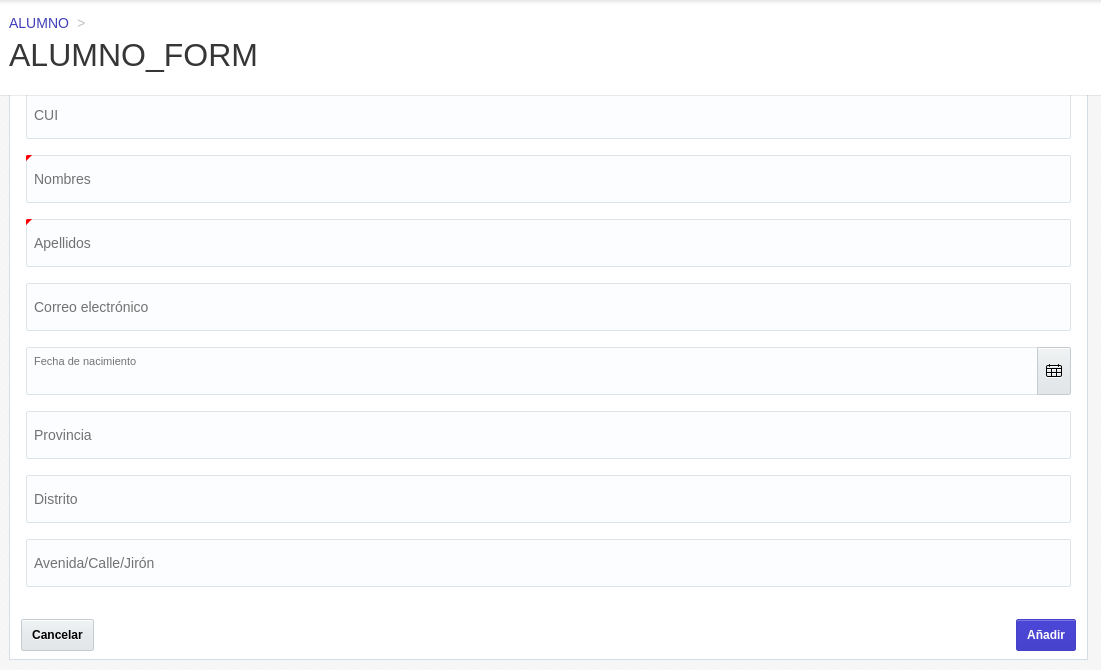 ALUMNO >
ALUMNO_FORM
CUI
Nombres
Apellidos
Correo electrónico
Fecha de nacimiento
Provincia
Distrito
Avenida/Calle/Jirón
Cancelar
Añadir